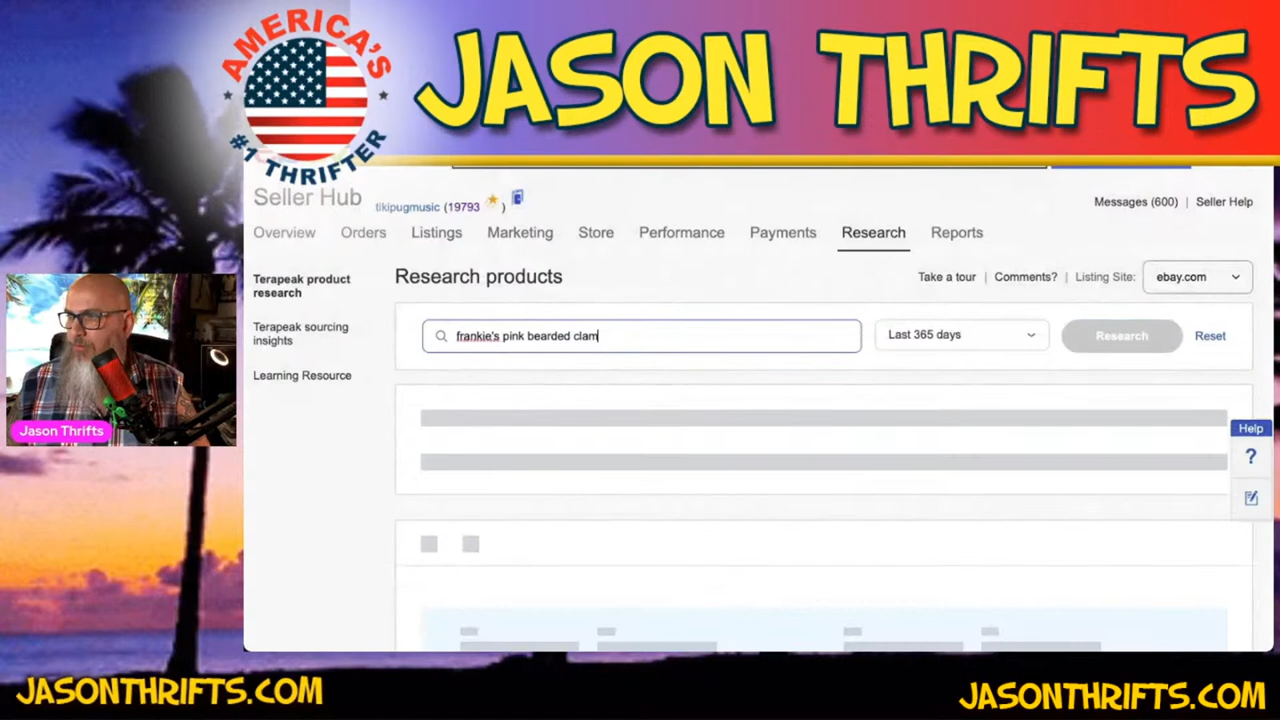 AMERICA'S
#1 THRIFTER
JASON THRIFTS
Seller Hub
tikipugmusic (19793 )
Messages (600) | Seller Help
Overview Orders Listings Marketing Store Performance Payments Research Reports
Terapeak product
research
Terapeak sourcing
insights
Learning Resource
Research products
Take a tour | Comments? | Listing Site: ebay.com
frankie's pink bearded clam
Last 365 days
Research
Reset
Help
?
Jason Thrifts
JASONTHRIFTS.COM
JASONTHRIFTS.COM